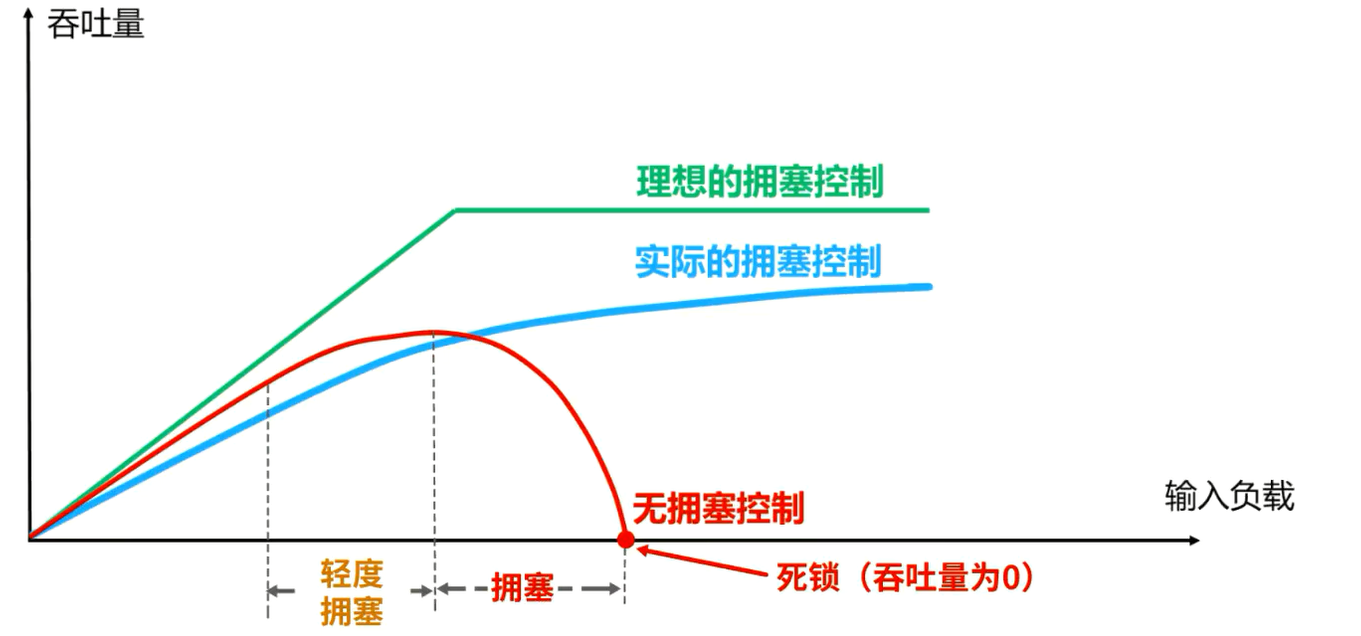 吞吐量
理想的拥塞控制
实际的拥塞控制
输入负载
无拥塞控制
轻度
拥塞
拥塞
死锁（吞吐量为0）